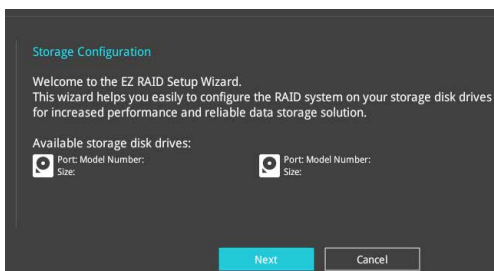 Storage Configuration
Welcome to the EZ RAID Setup Wizard.
This wizard helps you easily to configure the RAID system on your storage disk drives
for increased performance and reliable data storage solution.
Available storage disk drives:
Port: Model Number:
Size:
Port: Model Number:
Size:
Next
Cancel